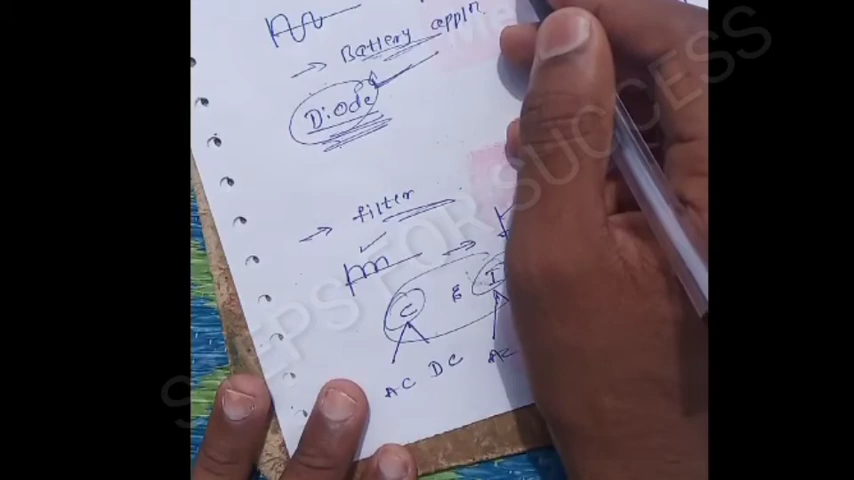 → Battery appln
Diode
→ filter
→
C & I
AC DC AC
STEPS FOR SUCCESS